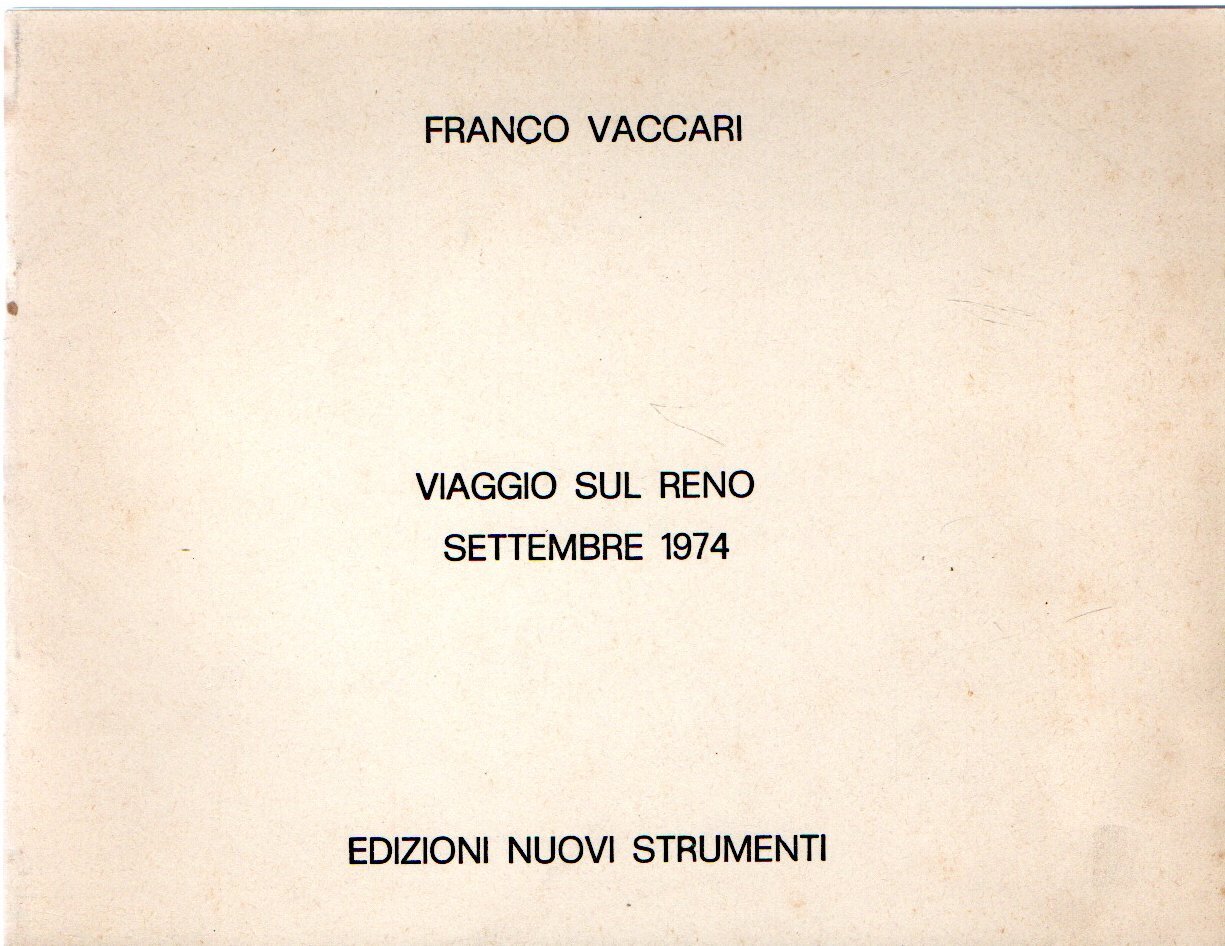 FRANCO VACCARI
VIAGGIO SUL RENO
SETTEMBRE 1974
EDIZIONI NUOVI STRUMENTI